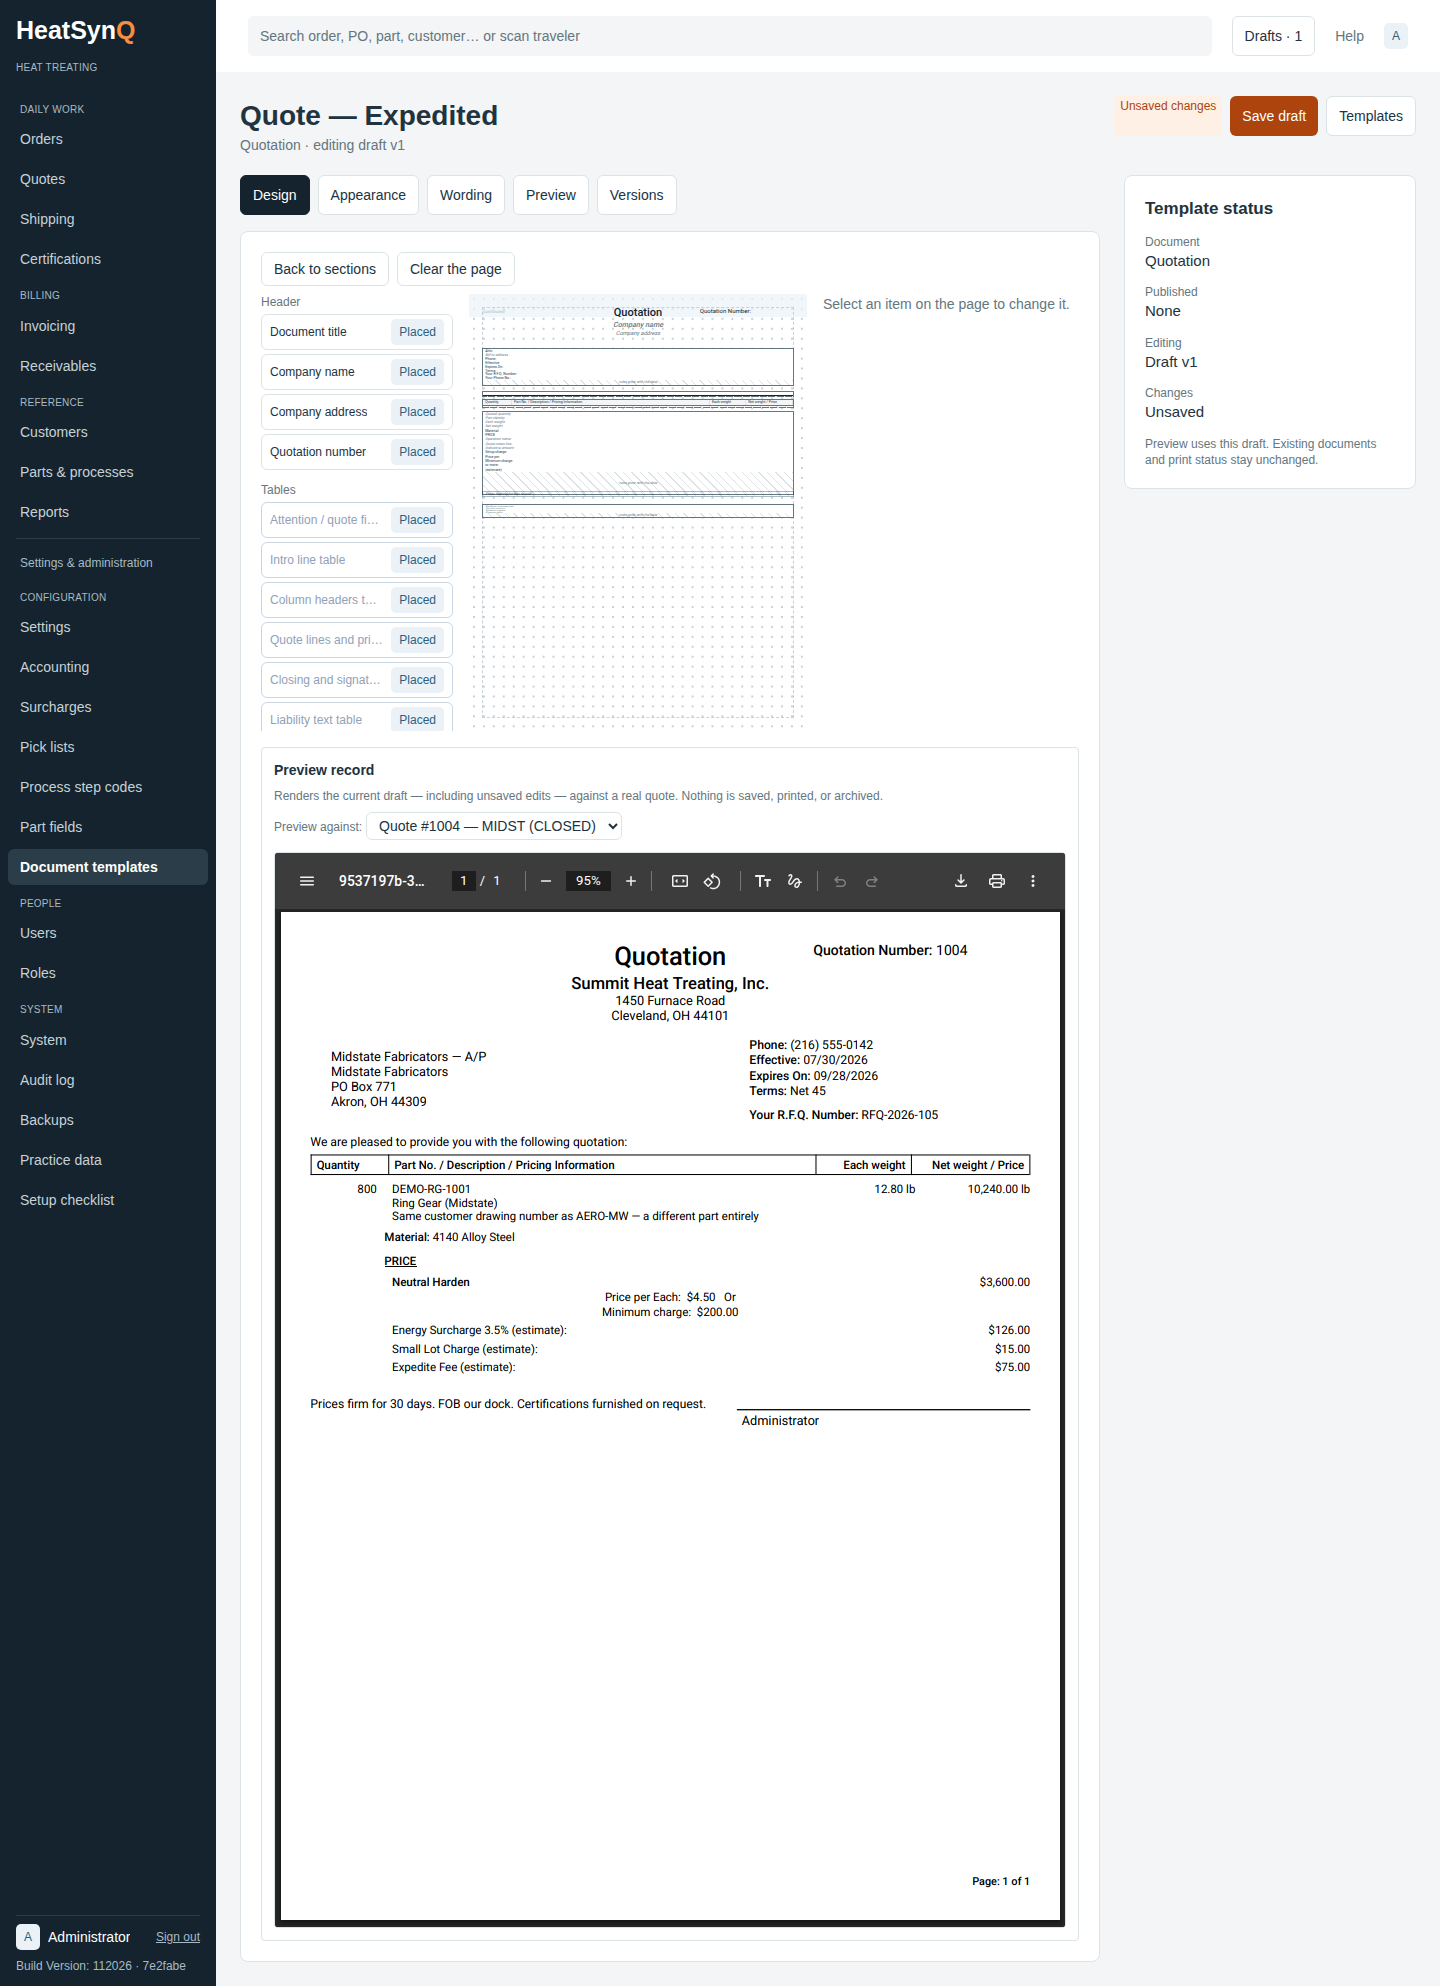 HeatSynQ
HEAT TREATING
DAILY WORK
Orders
Quotes
Shipping
Certifications
BILLING
Invoicing
Receivables
REFERENCE
Customers
Parts & processes
Reports
Settings & administration
CONFIGURATION
Settings
Accounting
Surcharges
Pick lists
Process step codes
Part fields
Document templates
PEOPLE
Users
Roles
SYSTEM
System
Audit log
Backups
Practice data
Setup checklist
A Administrator Sign out
Build Version: 112026 · 7e2fabe
Search order, PO, part, customer… or scan traveler
Drafts · 1
Help
A
Quote — Expedited
Quotation · editing draft v1
Unsaved changes
Save draft
Templates
Design
Appearance
Wording
Preview
Versions
Back to sections
Clear the page
Header
Document title Placed
Company name Placed
Company address Placed
Quotation number Placed
Tables
Attention / quote fi… Placed
Intro line table Placed
Column headers t… Placed
Quote lines and pri… Placed
Closing and signat… Placed
Liability text table Placed
Quotation
Quotation Number:
Company name
Company address
Select an item on the page to change it.
Template status
Document
Quotation
Published
None
Editing
Draft v1
Changes
Unsaved
Preview uses this draft. Existing documents
and print status stay unchanged.
Preview record
Renders the current draft — including unsaved edits — against a real quote. Nothing is saved, printed, or archived.
Preview against: Quote #1004 — MIDST (CLOSED)
9537197b-3… 1 / 1 95%
Quotation
Quotation Number: 1004
Summit Heat Treating, Inc.
1450 Furnace Road
Cleveland, OH 44101
Midstate Fabricators — A/P
Midstate Fabricators
PO Box 771
Akron, OH 44309
Phone: (216) 555-0142
Effective: 07/30/2026
Expires On: 09/28/2026
Terms: Net 45
Your R.F.Q. Number: RFQ-2026-105
We are pleased to provide you with the following quotation:
Quantity Part No. / Description / Pricing Information Each weight Net weight / Price
800 DEMO-RG-1001 12.80 lb 10,240.00 lb
Ring Gear (Midstate)
Same customer drawing number as AERO-MW — a different part entirely
Material: 4140 Alloy Steel
PRICE
Neutral Harden $3,600.00
Price per Each: $4.50 Or
Minimum charge: $200.00
Energy Surcharge 3.5% (estimate): $126.00
Small Lot Charge (estimate): $15.00
Expedite Fee (estimate): $75.00
Prices firm for 30 days. FOB our dock. Certifications furnished on request.
Administrator
Page: 1 of 1